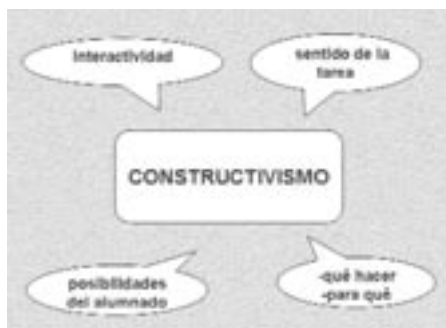 interactividad
sentido de la
tarea
CONSTRUCTIVISMO
posibilidades
del alumnado
-qué hacer
-para qué